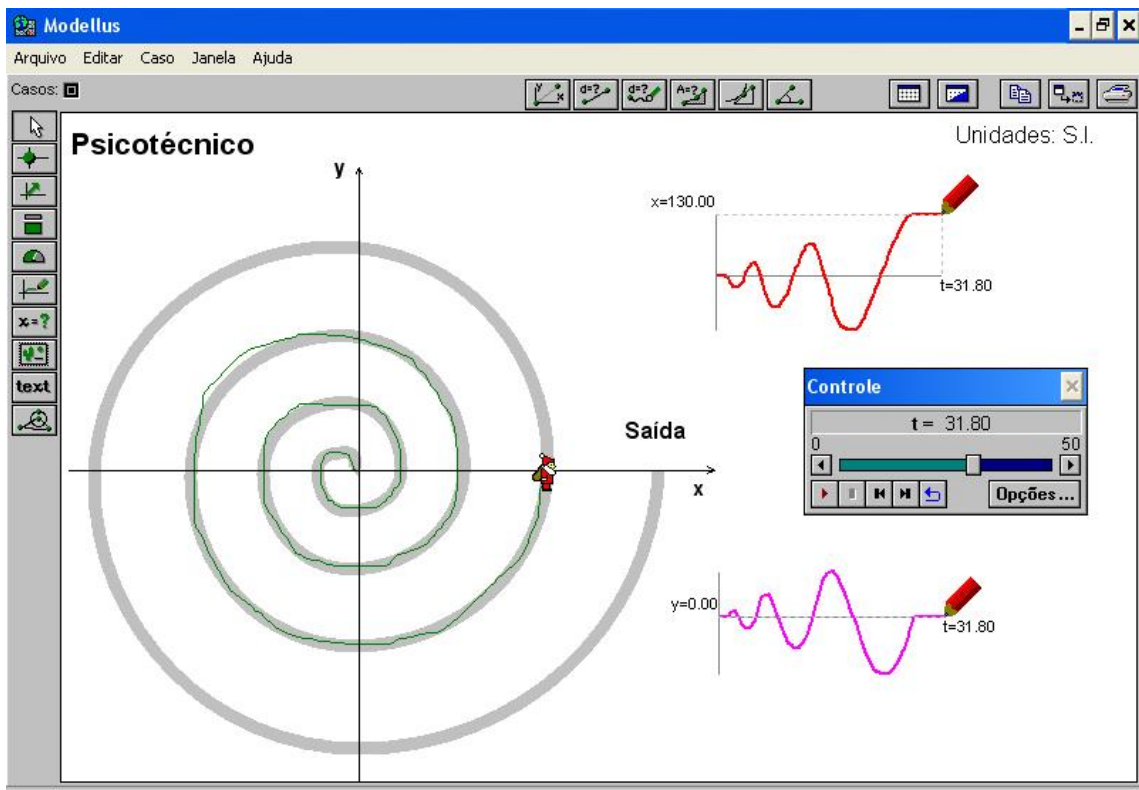 Modellus
Arquivo Editar Caso Janela Ajuda
Casos:
Psicotécnico
Unidades: S.I.
y
x=130.00
t=31.80
x=?
text
Controle
t = 31.80
0 50
Opções...
Saída
x
y=0.00
t=31.80